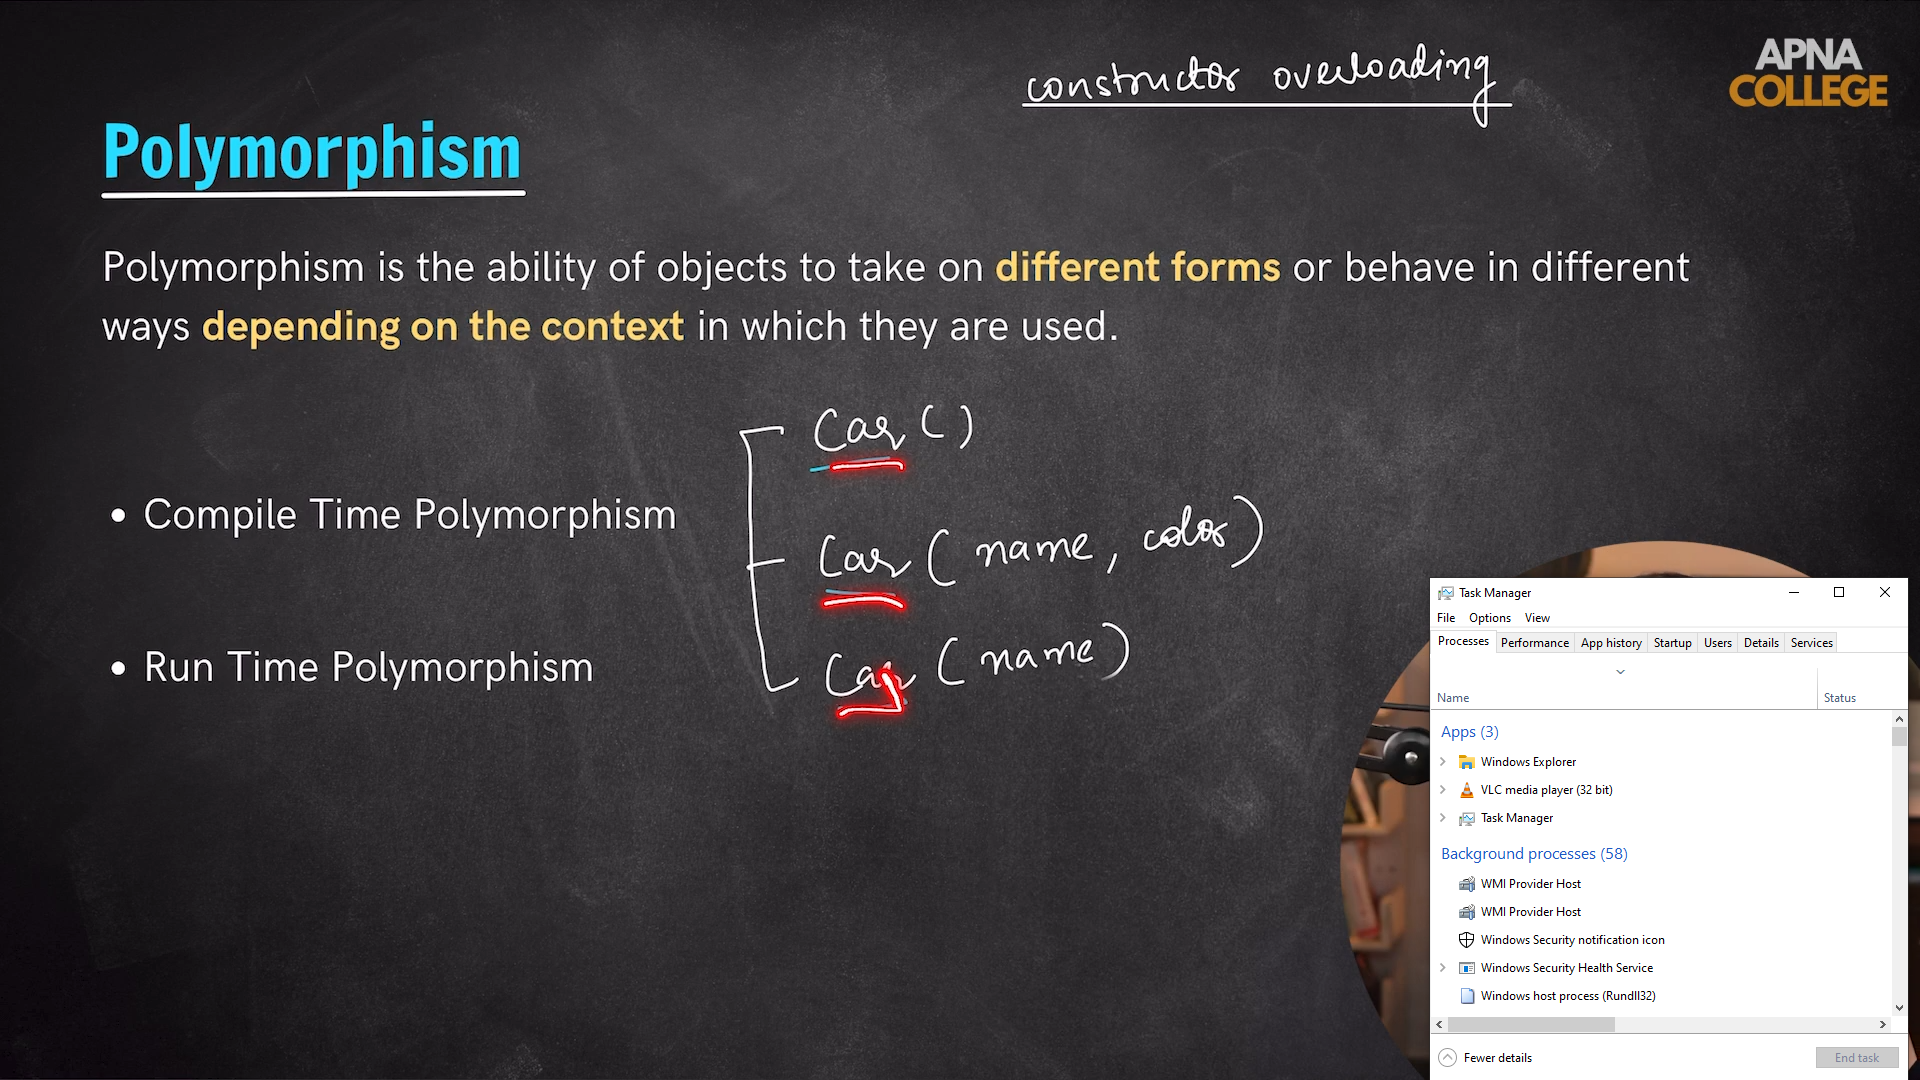 constructor overloading
APNA
COLLEGE
Polymorphism
Polymorphism is the ability of objects to take on different forms or behave in different
ways depending on the context in which they are used.
Car ( )
• Compile Time Polymorphism
Car ( name, color )
• Run Time Polymorphism
Car ( name )
Task Manager
File Options View
Processes Performance App history Startup Users Details Services
Name Status
Apps (3)
Windows Explorer
VLC media player (32 bit)
Task Manager
Background processes (58)
WMI Provider Host
WMI Provider Host
Windows Security notification icon
Windows Security Health Service
Windows host process (Rundll32)
Fewer details
End task